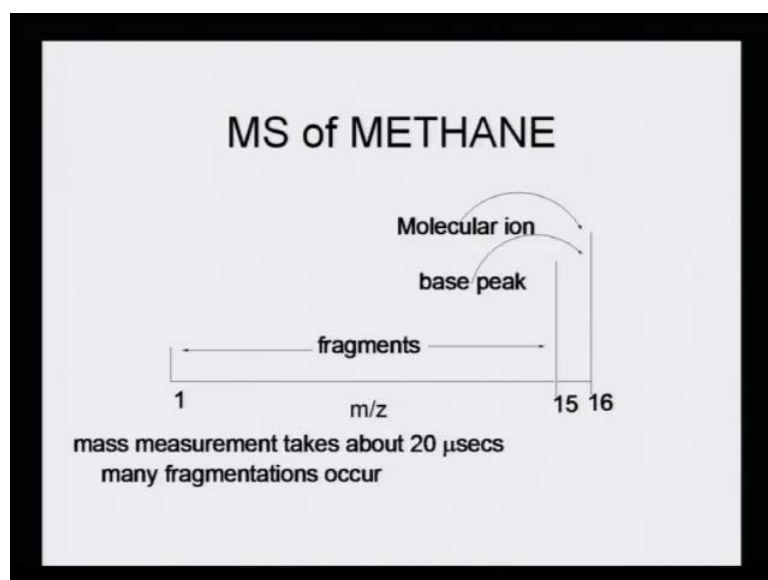 MS of METHANE
Molecular ion
base peak
fragments
1
15 16
m/z
mass measurement takes about 20 μsecs
many fragmentations occur